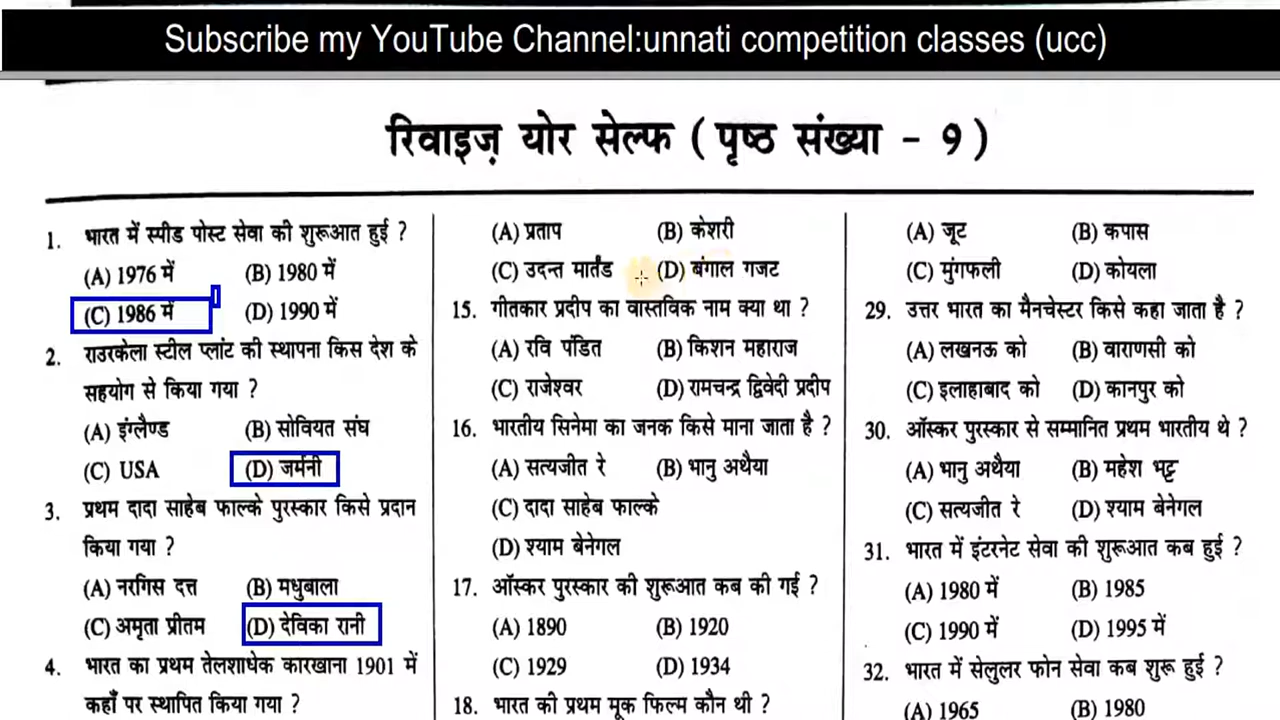 Subscribe my YouTube Channel:unnati competition classes (ucc)
रिवाइज़ योर सेल्फ ( पृष्ठ संख्या - 9 )
1. भारत में स्पीड पोस्ट सेवा की शुरूआत हुई ?
(A) 1976 में (B) 1980 में
(C) 1986 में (D) 1990 में
2. राउरकेला स्टील प्लांट की स्थापना किस देश के
सहयोग से किया गया ?
(A) इंग्लैण्ड (B) सोवियत संघ
(C) USA (D) जर्मनी
3. प्रथम दादा साहेब फाल्के पुरस्कार किसे प्रदान
किया गया ?
(A) नरगिस दत्त (B) मधुबाला
(C) अमृता प्रीतम (D) देविका रानी
4. भारत का प्रथम तेलशाधेक कारखाना 1901 में
कहाँ पर स्थापित किया गया ?
(A) प्रताप (B) केशरी
(C) उदन्त मार्तंड (D) बंगाल गजट
15. गीतकार प्रदीप का वास्तविक नाम क्या था ?
(A) रवि पंडित (B) किशन महाराज
(C) राजेश्वर (D) रामचन्द्र द्विवेदी प्रदीप
16. भारतीय सिनेमा का जनक किसे माना जाता है ?
(A) सत्यजीत रे (B) भानु अथैया
(C) दादा साहेब फाल्के
(D) श्याम बेनेगल
17. ऑस्कर पुरस्कार की शुरूआत कब की गई ?
(A) 1890 (B) 1920
(C) 1929 (D) 1934
18. भारत की प्रथम मूक फिल्म कौन थी ?
(A) जूट (B) कपास
(C) मुंगफली (D) कोयला
29. उत्तर भारत का मैनचेस्टर किसे कहा जाता है ?
(A) लखनऊ को (B) वाराणसी को
(C) इलाहाबाद को (D) कानपुर को
30. ऑस्कर पुरस्कार से सम्मानित प्रथम भारतीय थे ?
(A) भानु अथैया (B) महेश भट्ट
(C) सत्यजीत रे (D) श्याम बेनेगल
31. भारत में इंटरनेट सेवा की शुरूआत कब हुई ?
(A) 1980 में (B) 1985
(C) 1990 में (D) 1995 में
32. भारत में सेलुलर फोन सेवा कब शुरू हुई ?
(A) 1965 (B) 1980